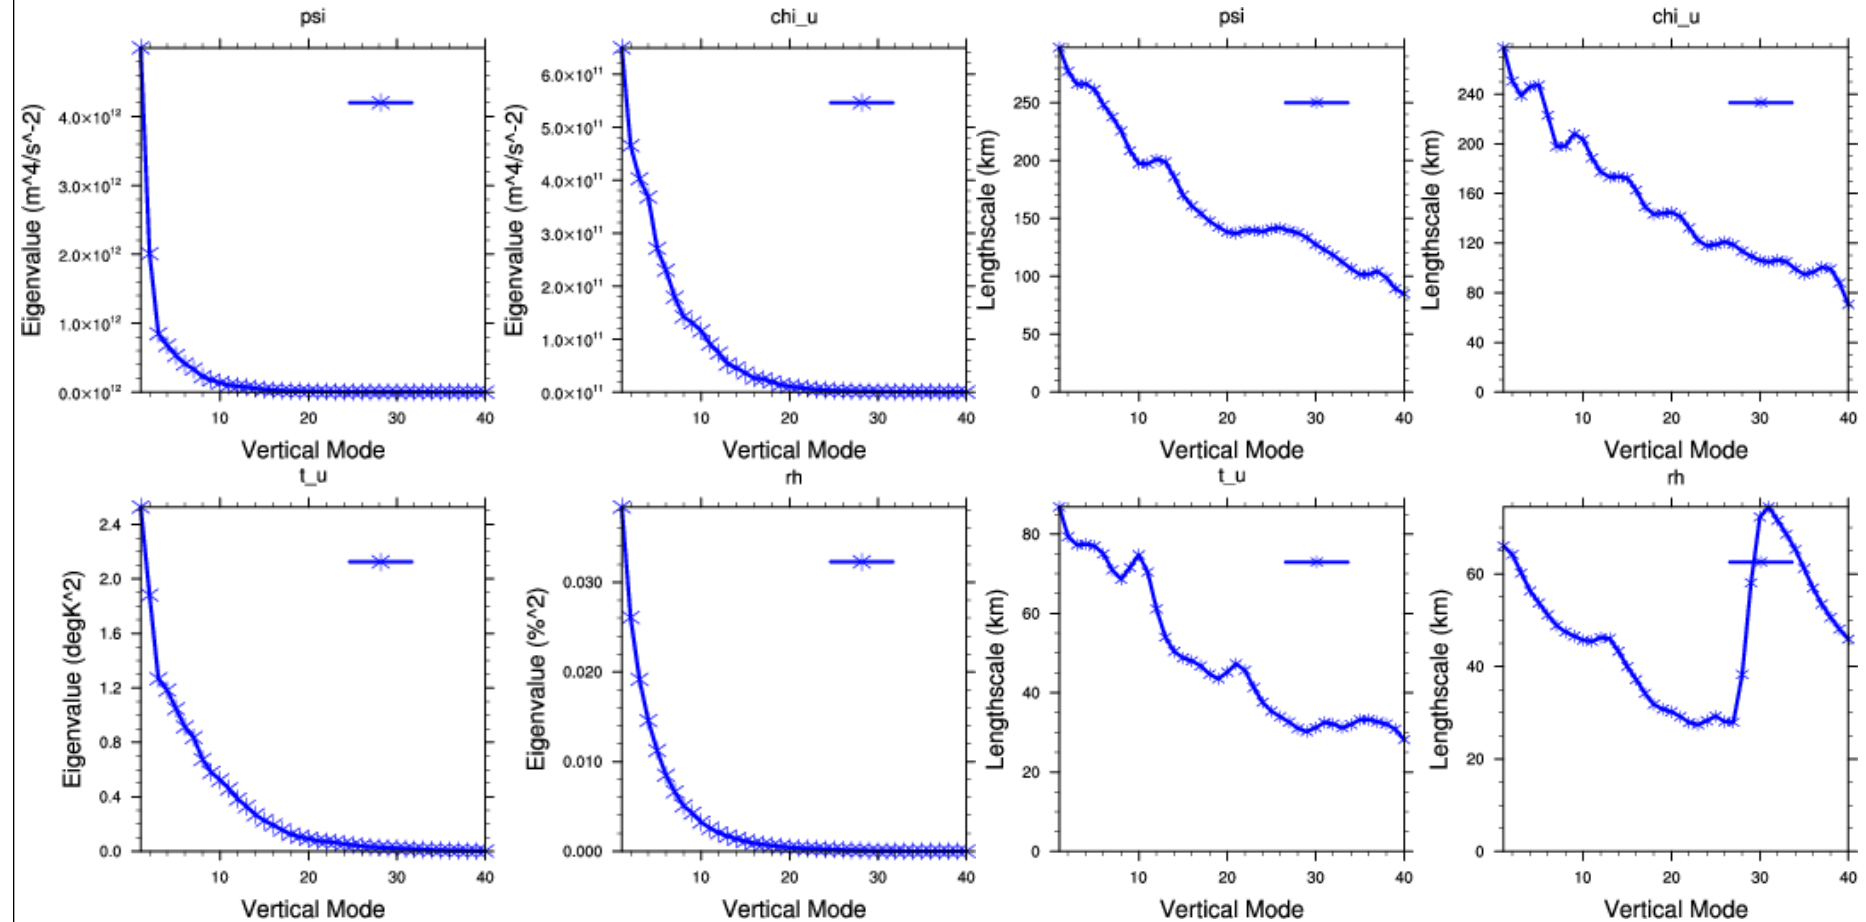 psi
Eigenvalue (m^4/s^-2)
4.0×10¹²
3.0×10¹²
2.0×10¹²
1.0×10¹²
0.0×10¹²
10 20 30 40
Vertical Mode
chi_u
Eigenvalue (m^4/s^-2)
6.0×10¹¹
5.0×10¹¹
4.0×10¹¹
3.0×10¹¹
2.0×10¹¹
1.0×10¹¹
0.0×10¹¹
10 20 30 40
Vertical Mode
psi
Lengthscale (km)
250
200
150
100
50
0
10 20 30 40
Vertical Mode
chi_u
Lengthscale (km)
240
200
160
120
80
40
0
10 20 30 40
Vertical Mode
t_u
Eigenvalue (degK^2)
2.4
2.0
1.6
1.2
0.8
0.4
0.0
10 20 30 40
Vertical Mode
rh
Eigenvalue (%^2)
0.030
0.020
0.010
0.000
10 20 30 40
Vertical Mode
t_u
Lengthscale (km)
80
60
40
20
0
10 20 30 40
Vertical Mode
rh
Lengthscale (km)
60
40
20
0
10 20 30 40
Vertical Mode